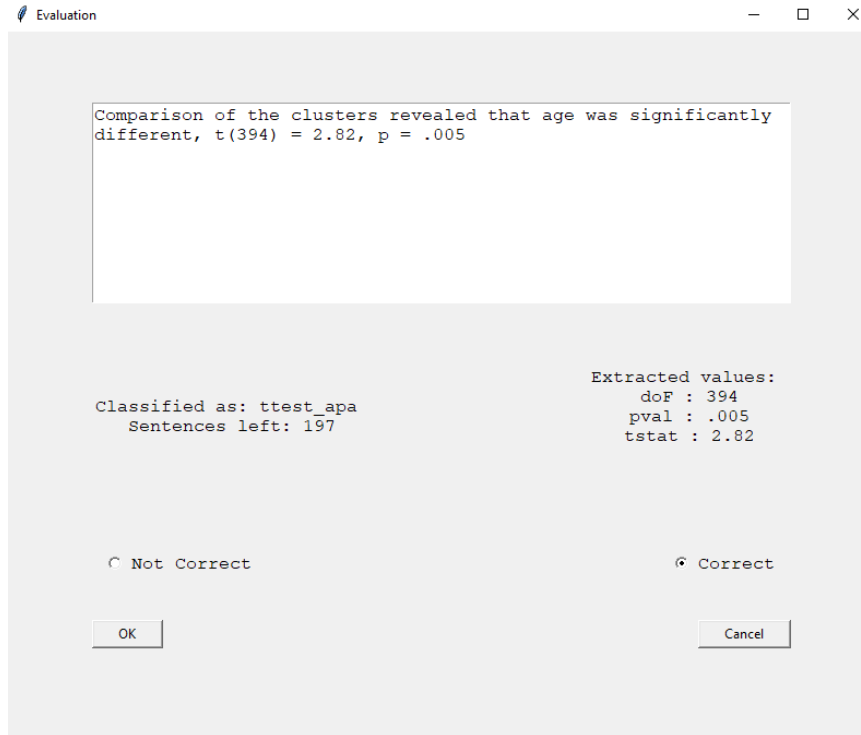 Evaluation
Comparison of the clusters revealed that age was significantly
different, t(394) = 2.82, p = .005
Classified as: ttest_apa
Sentences left: 197
Extracted values:
doF : 394
pval : .005
tstat : 2.82
Not Correct
Correct
OK
Cancel